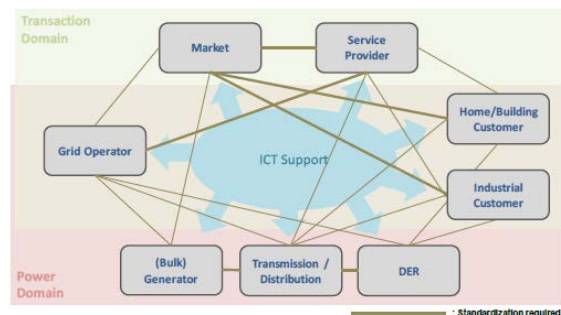 Transaction
Domain
Market
Service
Provider
Home/Building
Customer
Grid Operator
ICT Support
Industrial
Customer
(Bulk)
Generator
Transmission /
Distribution
DER
Power
Domain
: Standardization required